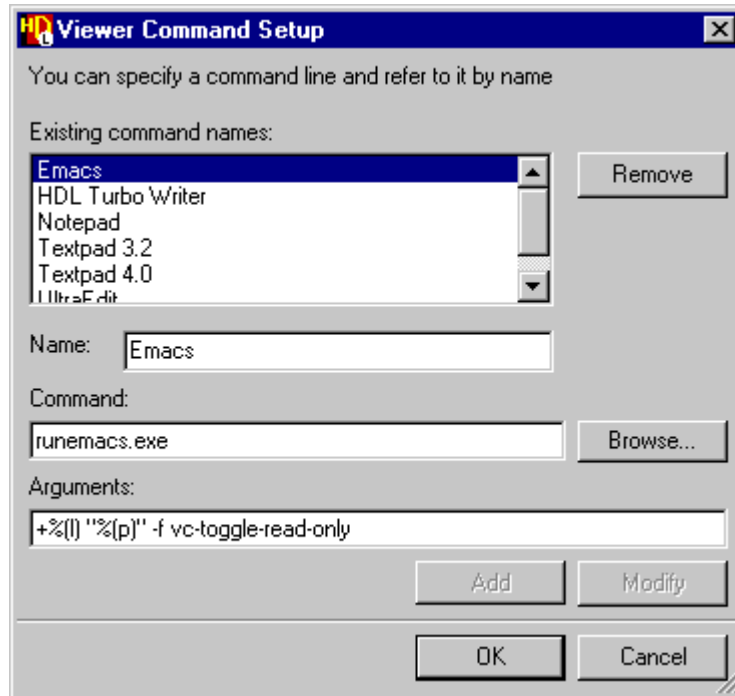 HDL Viewer Command Setup
You can specify a command line and refer to it by name
Existing command names:
Emacs
HDL Turbo Writer
Remove
Notepad
Textpad 3.2
Textpad 4.0
UltraEdit
Name: Emacs
Command:
runemacs.exe Browse...
Arguments:
+%(l) "%(p)" -f vc-toggle-read-only
Add Modify
OK Cancel